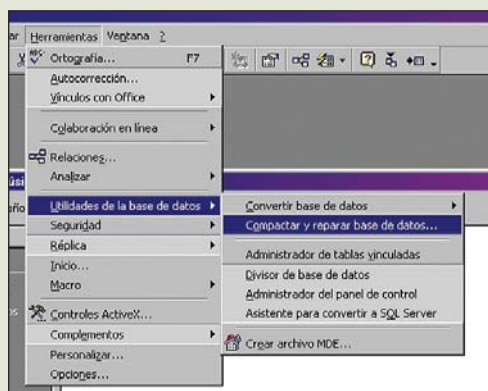 ar Herramientas Ventana ?
ABC Ortografía... F7
Autocorrección...
Vínculos con Office
Colaboración en línea
Relaciones...
Analizar
Utilidades de la base de datos
Seguridad
Réplica
Inicio...
Macro
Controles ActiveX...
Complementos
Personalizar...
Opciones...
Convertir base de datos
Compactar y reparar base de datos...
Administrador de tablas vinculadas
Divisor de base de datos
Administrador del panel de control
Asistente para convertir a SQL Server
Crear archivo MDE...